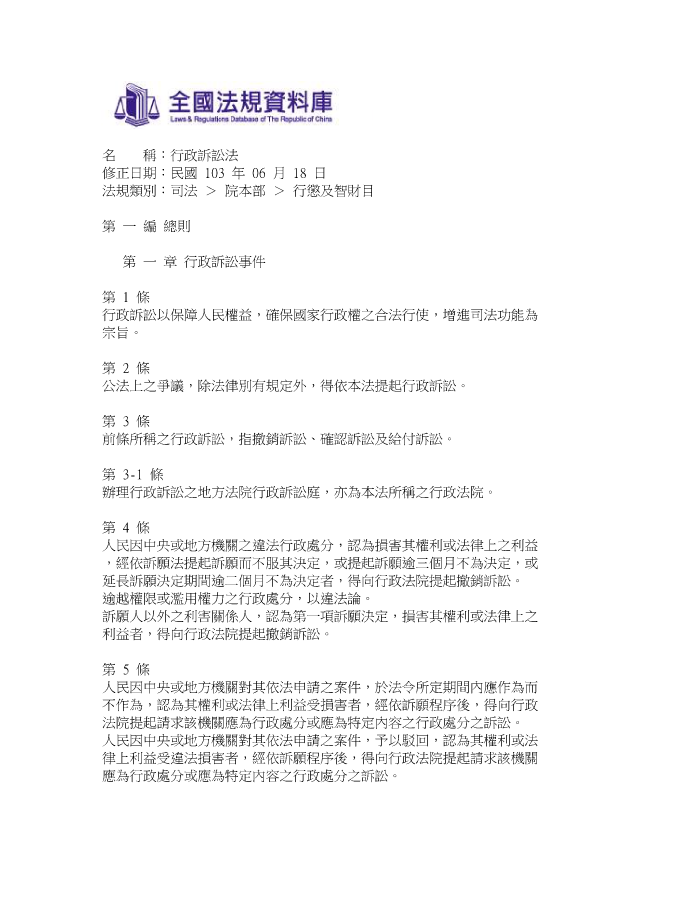 全國法規資料庫
Laws & Regulations Database of The Republic of China
名　　稱：行政訴訟法
修正日期：民國 103 年 06 月 18 日
法規類別：司法 ＞ 院本部 ＞ 行懲及智財目
第 一 編 總則
第 一 章 行政訴訟事件
第 1 條
行政訴訟以保障人民權益，確保國家行政權之合法行使，增進司法功能為
宗旨。
第 2 條
公法上之爭議，除法律別有規定外，得依本法提起行政訴訟。
第 3 條
前條所稱之行政訴訟，指撤銷訴訟、確認訴訟及給付訴訟。
第 3-1 條
辦理行政訴訟之地方法院行政訴訟庭，亦為本法所稱之行政法院。
第 4 條
人民因中央或地方機關之違法行政處分，認為損害其權利或法律上之利益
，經依訴願法提起訴願而不服其決定，或提起訴願逾三個月不為決定，或
延長訴願決定期間逾二個月不為決定者，得向行政法院提起撤銷訴訟。
逾越權限或濫用權力之行政處分，以違法論。
訴願人以外之利害關係人，認為第一項訴願決定，損害其權利或法律上之
利益者，得向行政法院提起撤銷訴訟。
第 5 條
人民因中央或地方機關對其依法申請之案件，於法令所定期間內應作為而
不作為，認為其權利或法律上利益受損害者，經依訴願程序後，得向行政
法院提起請求該機關應為行政處分或應為特定內容之行政處分之訴訟。
人民因中央或地方機關對其依法申請之案件，予以駁回，認為其權利或法
律上利益受違法損害者，經依訴願程序後，得向行政法院提起請求該機關
應為行政處分或應為特定內容之行政處分之訴訟。